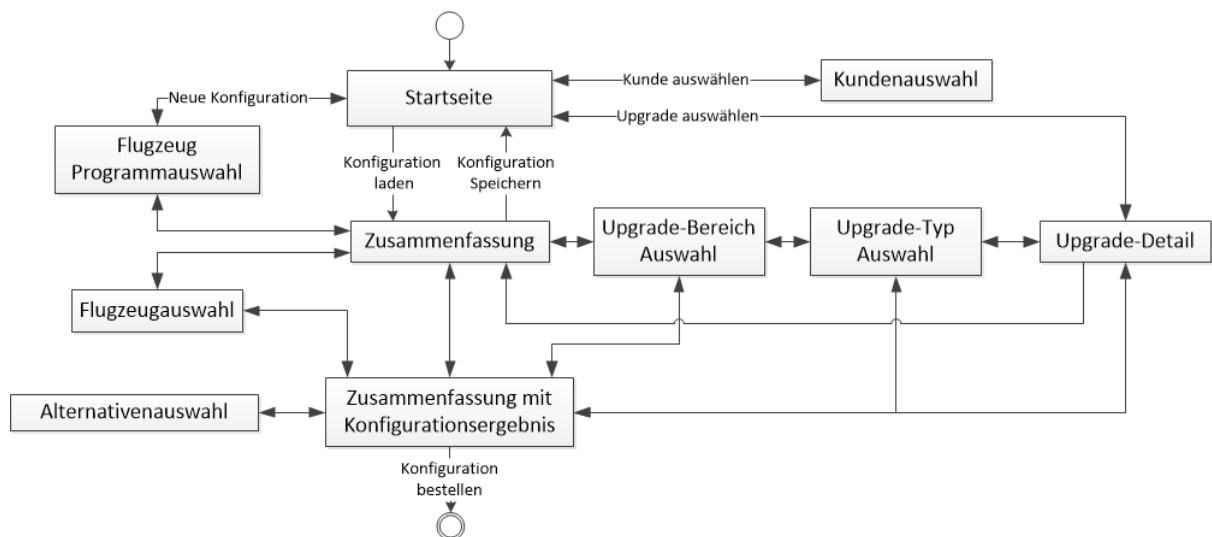 Startseite
Kunde auswählen
Kundenauswahl
Neue Konfiguration
Upgrade auswählen
Flugzeug
Programmauswahl
Konfiguration
laden
Konfiguration
Speichern
Zusammenfassung
Upgrade-Bereich
Auswahl
Upgrade-Typ
Auswahl
Upgrade-Detail
Flugzeugauswahl
Alternativenauswahl
Zusammenfassung mit
Konfigurationsergebnis
Konfiguration
bestellen